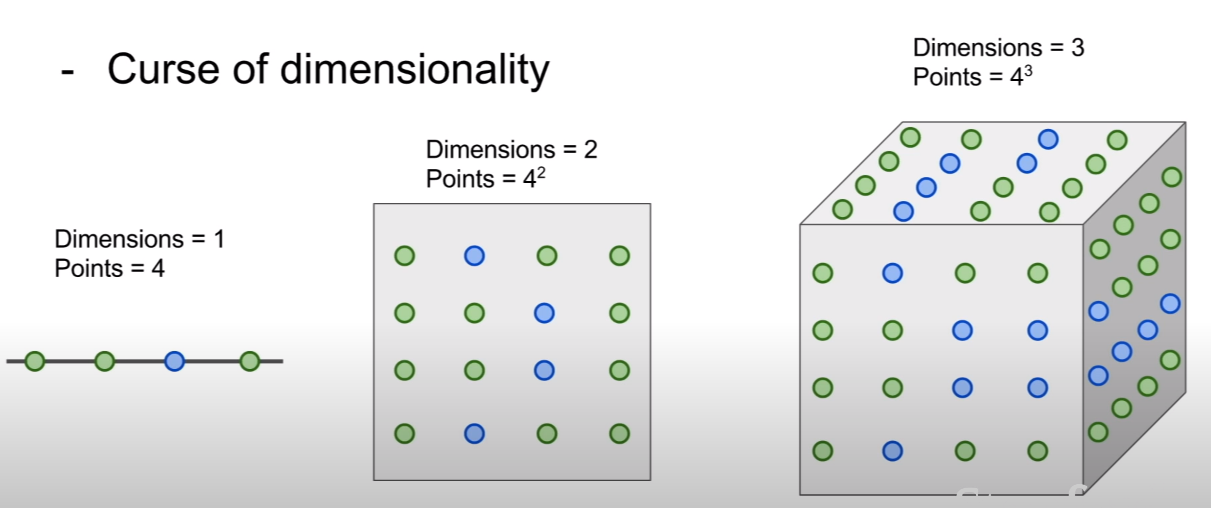 - Curse of dimensionality
Dimensions = 1
Points = 4
Dimensions = 2
Points = 4²
Dimensions = 3
Points = 4³